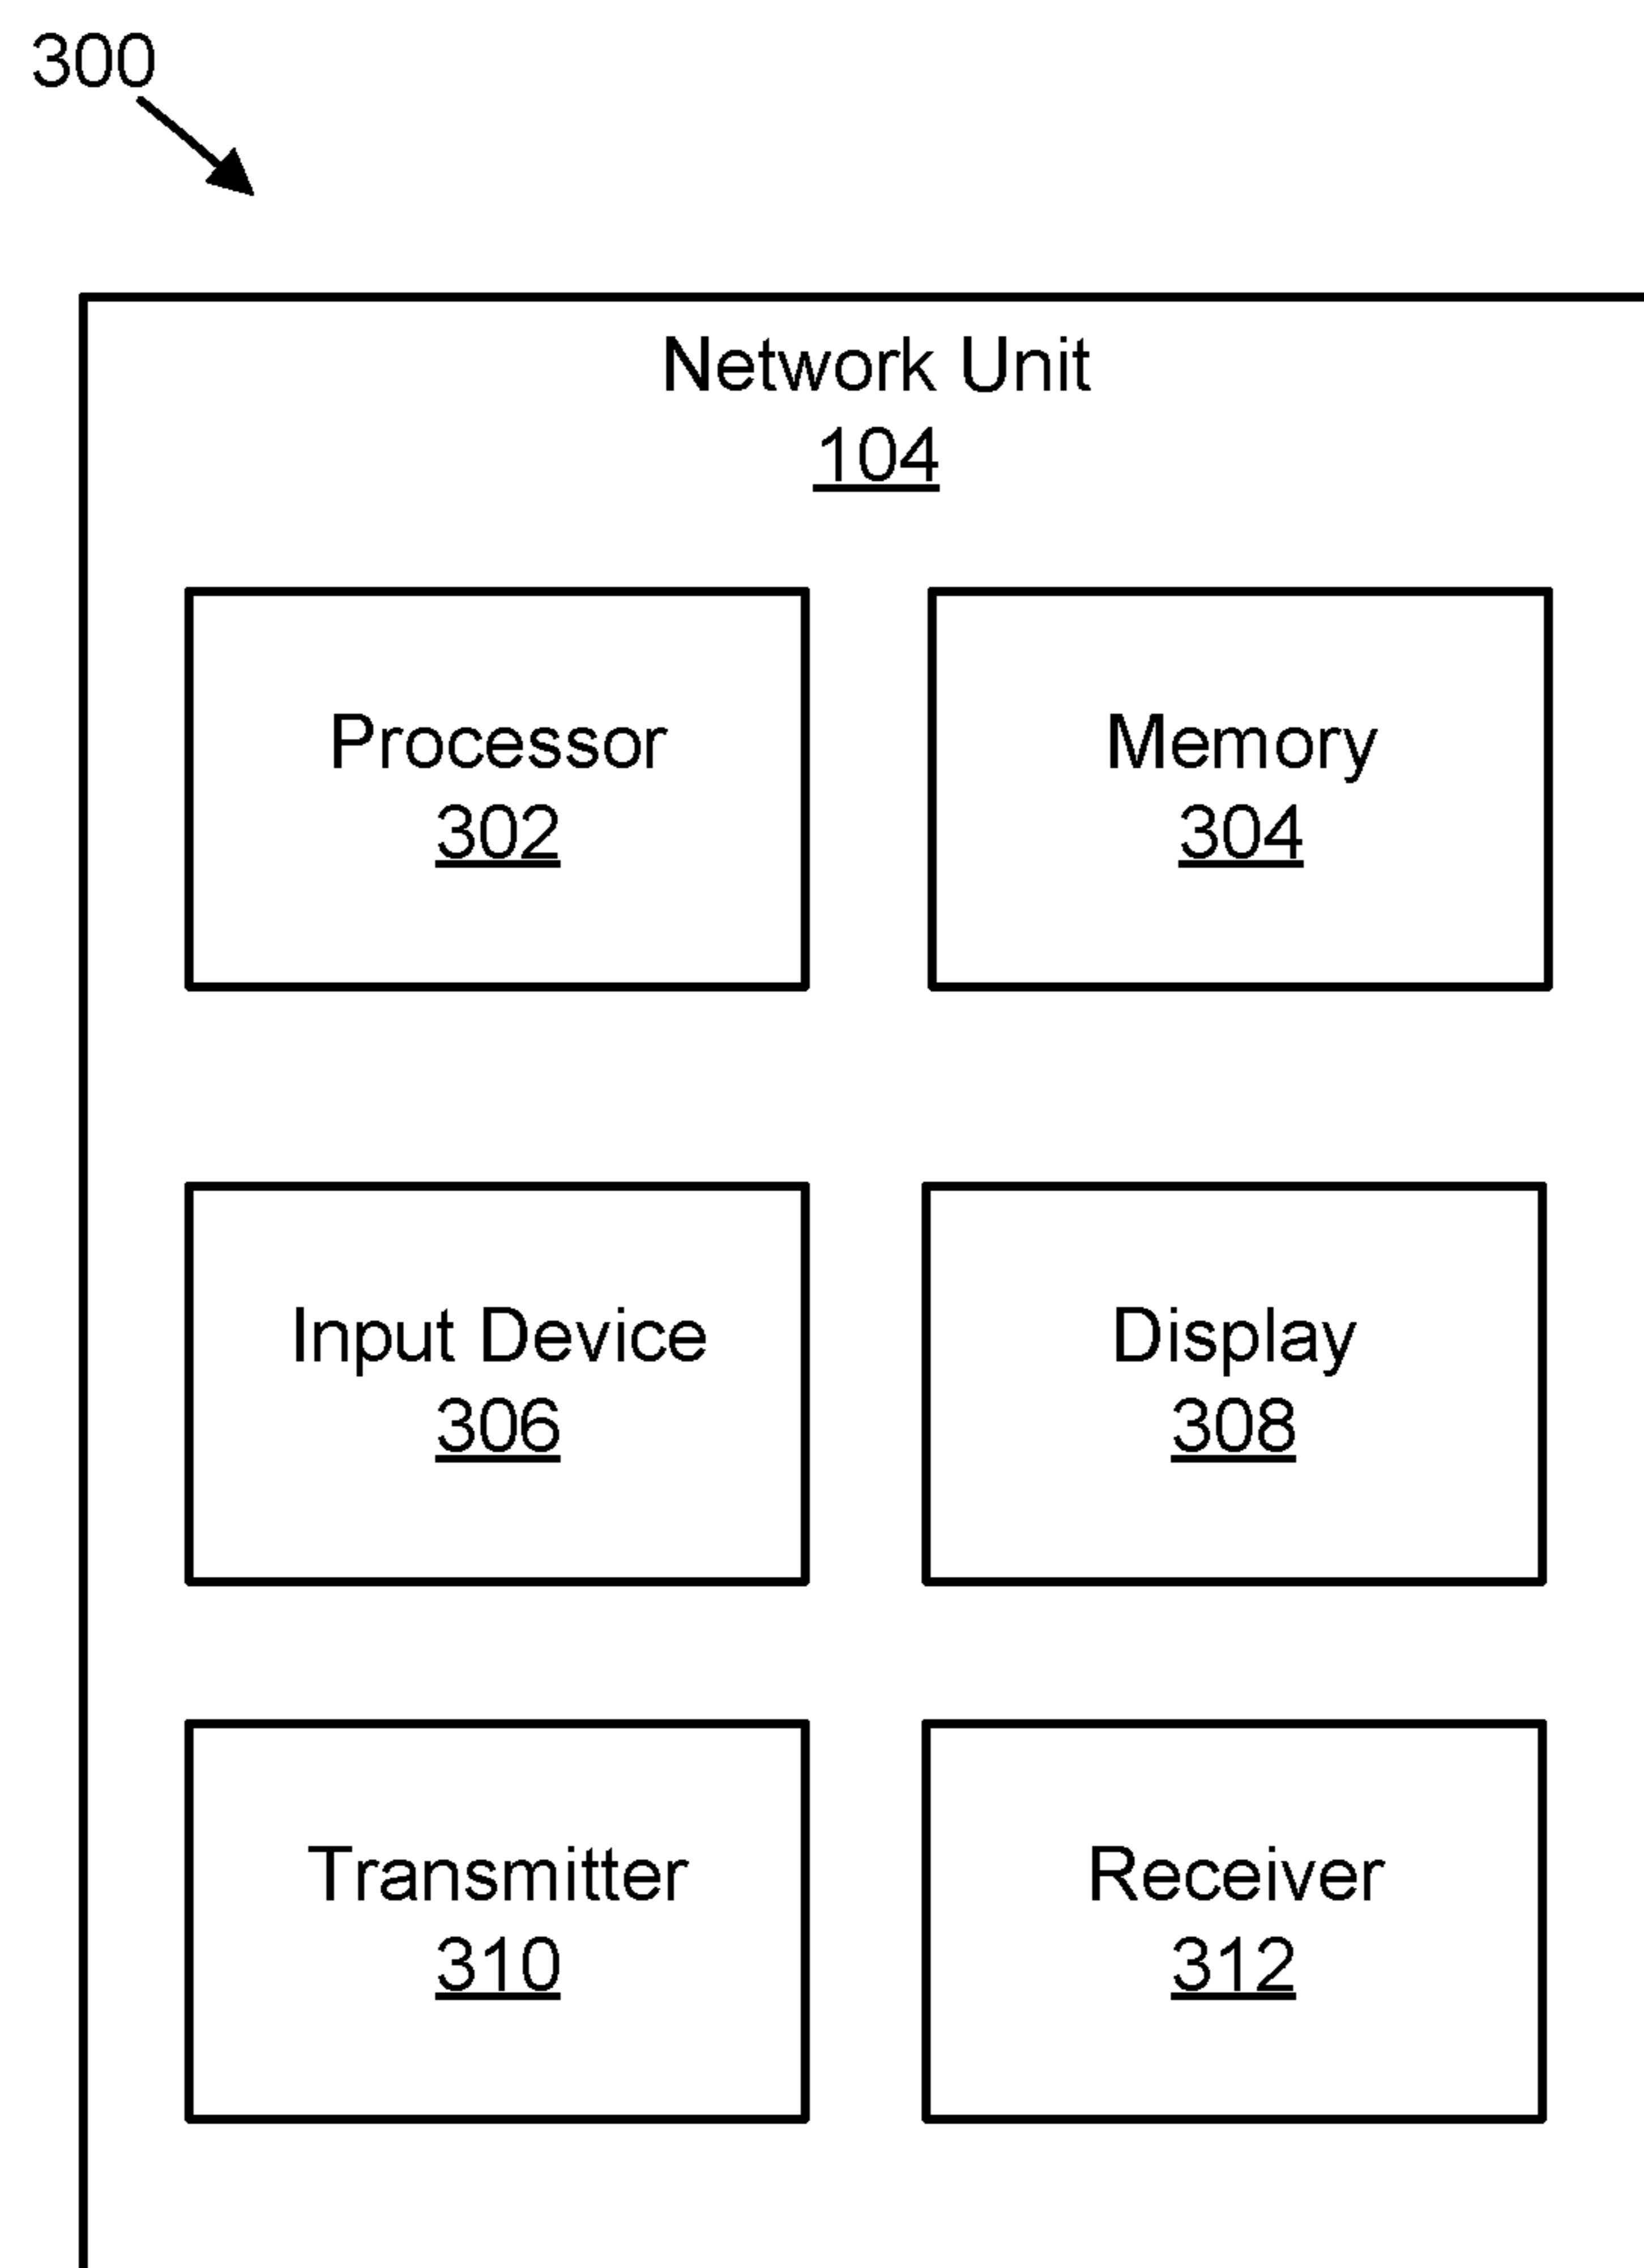 300
Network Unit
104
Processor
302
Memory
304
Input Device
306
Display
308
Transmitter
310
Receiver
312